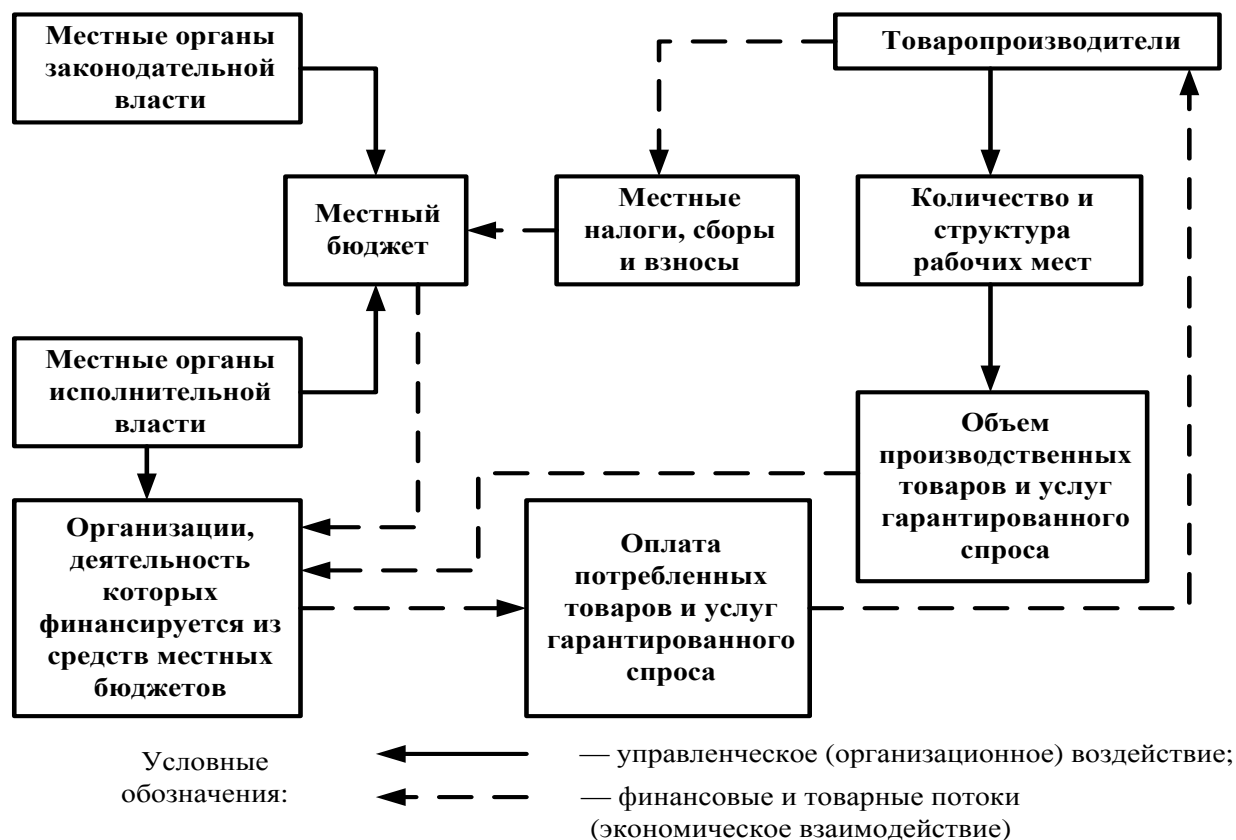 Местные органы
законодательной
власти
Товаропроизводители
Местный
бюджет
Местные
налоги, сборы
и взносы
Количество и
структура
рабочих мест
Местные органы
исполнительной
власти
Объем
производственных
товаров и услуг
гарантированного
спроса
Организации,
деятельность
которых
финансируется из
средств местных
бюджетов
Оплата
потребленных
товаров и услуг
гарантированного
спроса
Условные
обозначения:
— управленческое (организационное) воздействие;
— финансовые и товарные потоки
(экономическое взаимодействие)